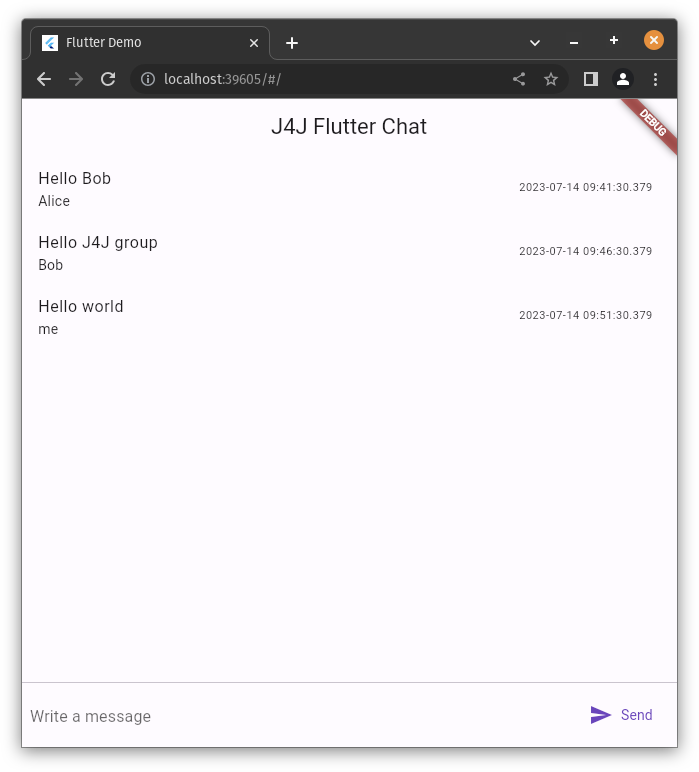 Flutter Demo
localhost:39605/#/
J4J Flutter Chat
DEBUG
Hello Bob
Alice
2023-07-14 09:41:30.379
Hello J4J group
Bob
2023-07-14 09:46:30.379
Hello world
me
2023-07-14 09:51:30.379
Write a message
Send